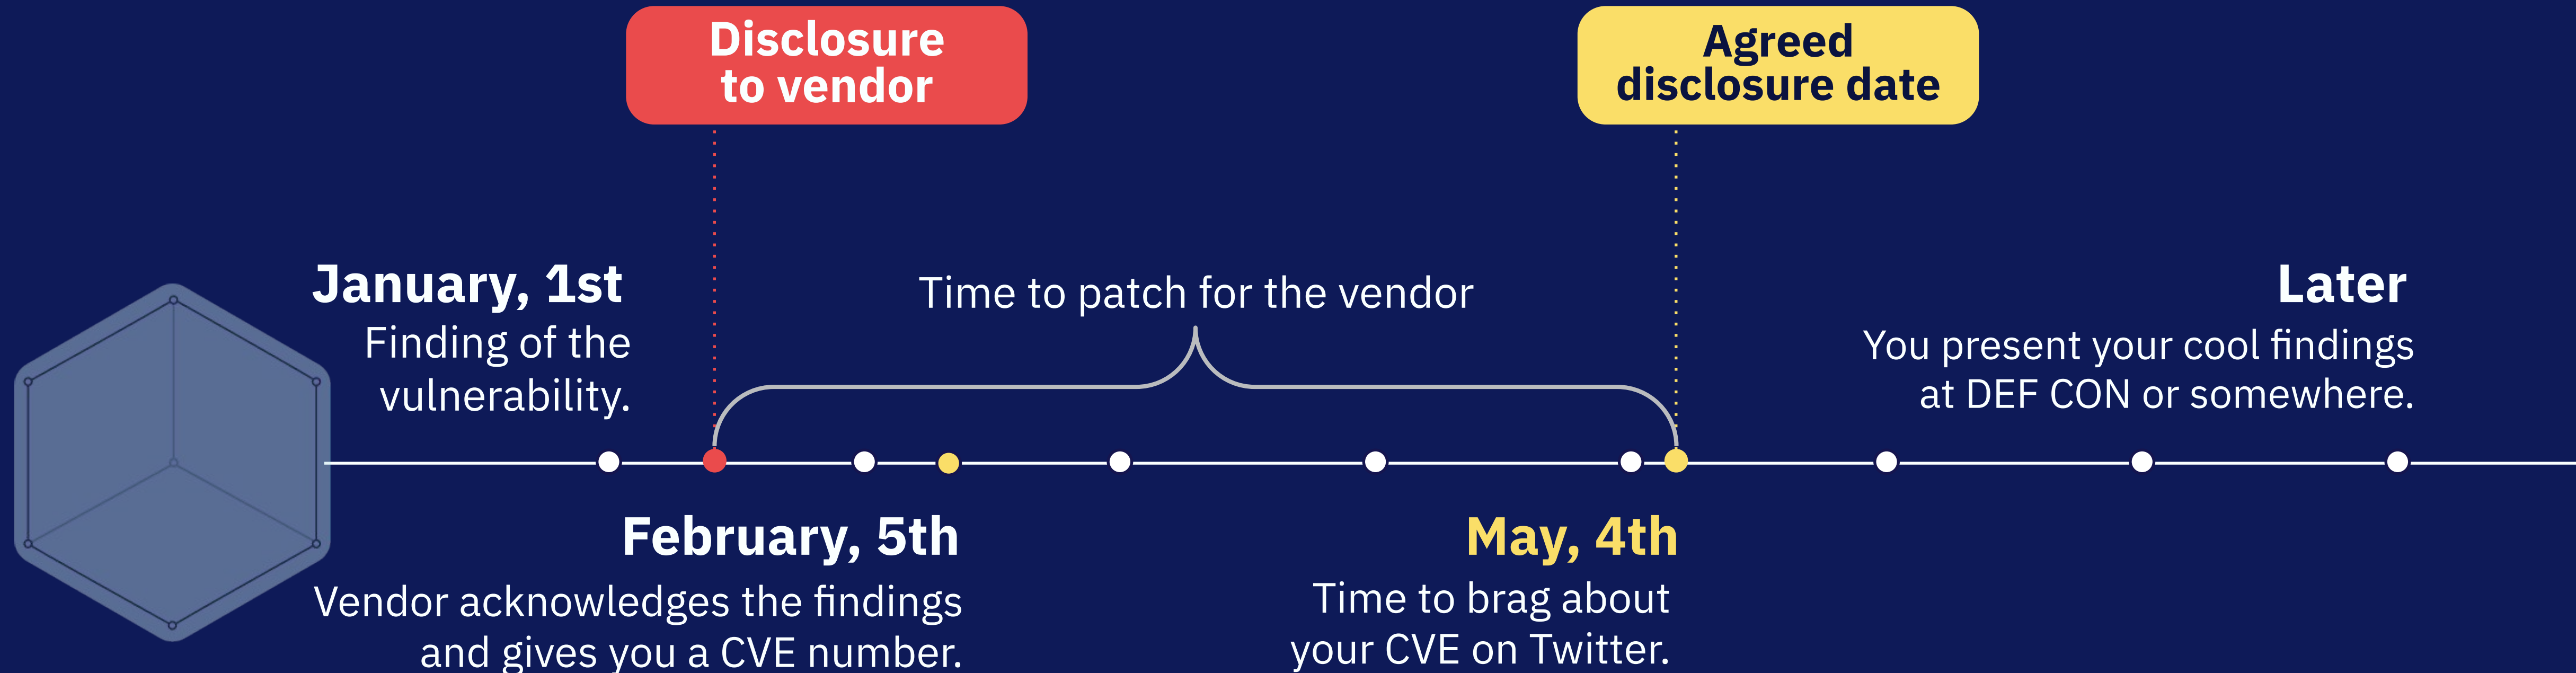 Disclosure
to vendor
Agreed
disclosure date
January, 1st
Finding of the
vulnerability.
Time to patch for the vendor
Later
You present your cool findings
at DEF CON or somewhere.
February, 5th
Vendor acknowledges the findings
and gives you a CVE number.
May, 4th
Time to brag about
your CVE on Twitter.